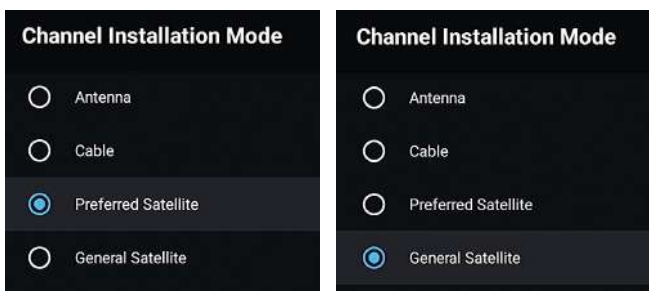 Channel Installation Mode
Antenna
Cable
Preferred Satellite
General Satellite
Channel Installation Mode
Antenna
Cable
Preferred Satellite
General Satellite